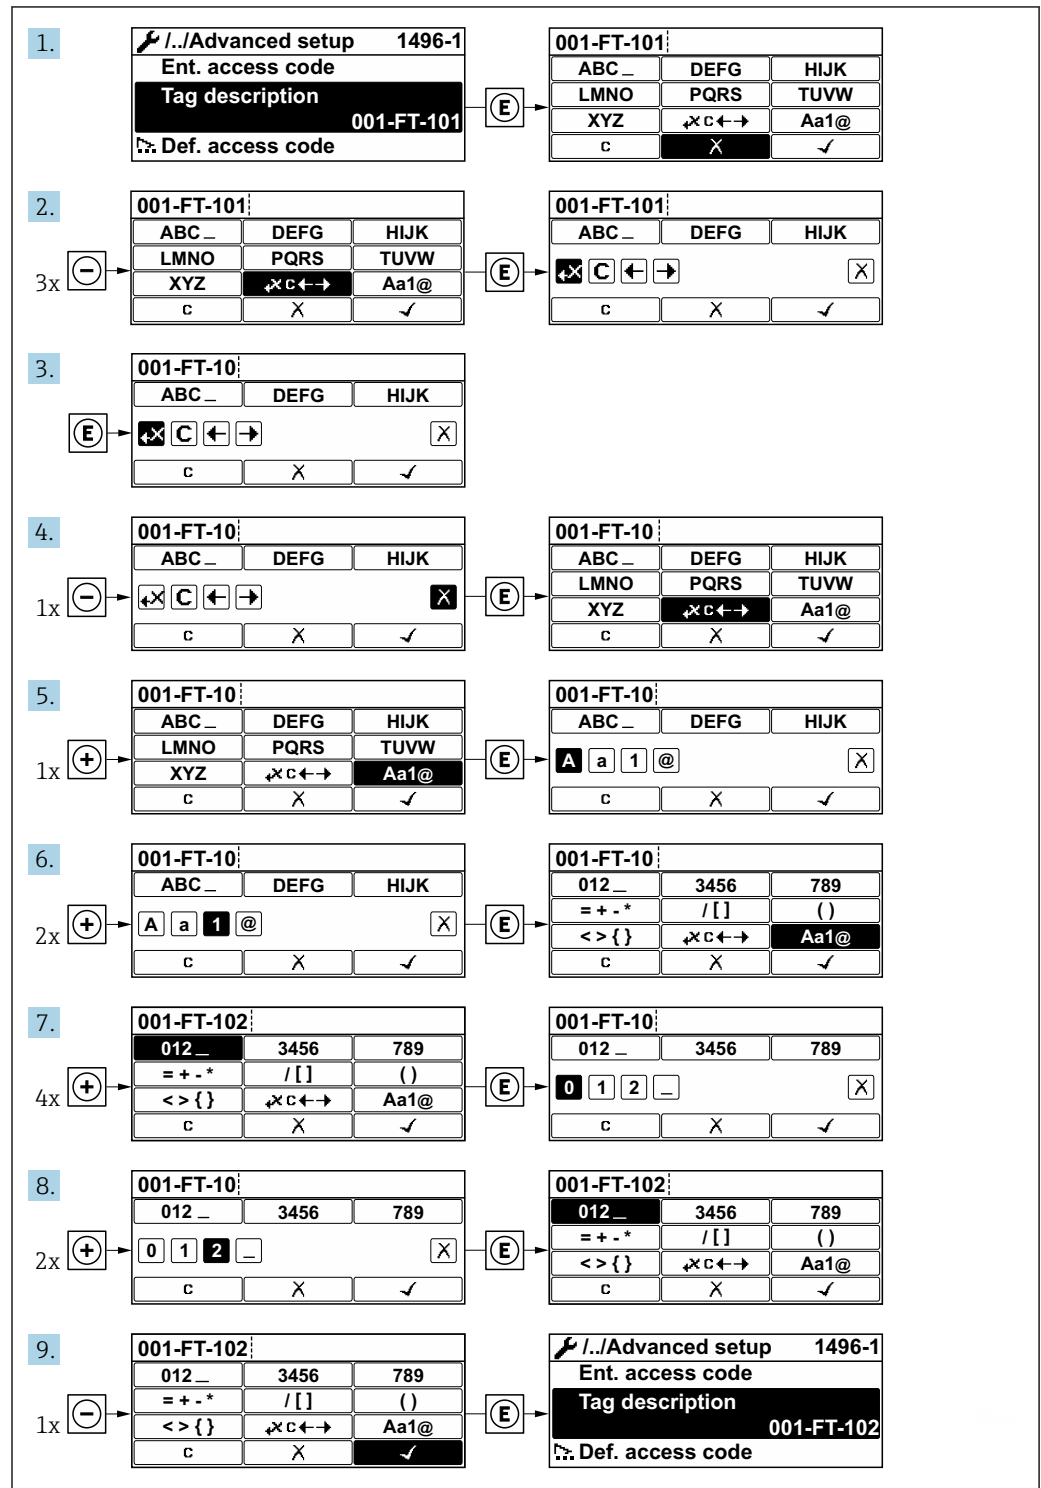 1.
/../Advanced setup 1496-1
Ent. access code
Tag description
001-FT-101
Def. access code
E
001-FT-101
ABC_ DEFG HIJK
LMNO PQRS TUVW
XYZ C Aa1@
C X ✓
2.
3x −
001-FT-101
ABC_ DEFG HIJK
LMNO PQRS TUVW
XYZ C Aa1@
C X ✓
E
001-FT-101
ABC_ DEFG HIJK
C ← → X
C X ✓
3.
E
001-FT-10
ABC_ DEFG HIJK
C ← → X
C X ✓
4.
1x −
001-FT-10
ABC_ DEFG HIJK
C ← → X
C X ✓
E
001-FT-10
ABC_ DEFG HIJK
LMNO PQRS TUVW
XYZ C Aa1@
C X ✓
5.
1x +
001-FT-10
ABC_ DEFG HIJK
LMNO PQRS TUVW
XYZ C Aa1@
C X ✓
E
001-FT-10
ABC_ DEFG HIJK
A a 1 @ X
C X ✓
6.
2x +
001-FT-10
ABC_ DEFG HIJK
A a 1 @ X
C X ✓
E
001-FT-10
012_ 3456 789
= + - * / [ ] ( )
< > { } C Aa1@
C X ✓
7.
4x +
001-FT-102
012_ 3456 789
= + - * / [ ] ( )
< > { } C Aa1@
C X ✓
E
001-FT-10
012_ 3456 789
0 1 2 _ X
C X ✓
8.
2x +
001-FT-10
012_ 3456 789
0 1 2 _ X
C X ✓
E
001-FT-102
012_ 3456 789
= + - * / [ ] ( )
< > { } C Aa1@
C X ✓
9.
1x −
001-FT-102
012_ 3456 789
= + - * / [ ] ( )
< > { } C Aa1@
C X ✓
E
/../Advanced setup 1496-1
Ent. access code
Tag description
001-FT-102
Def. access code